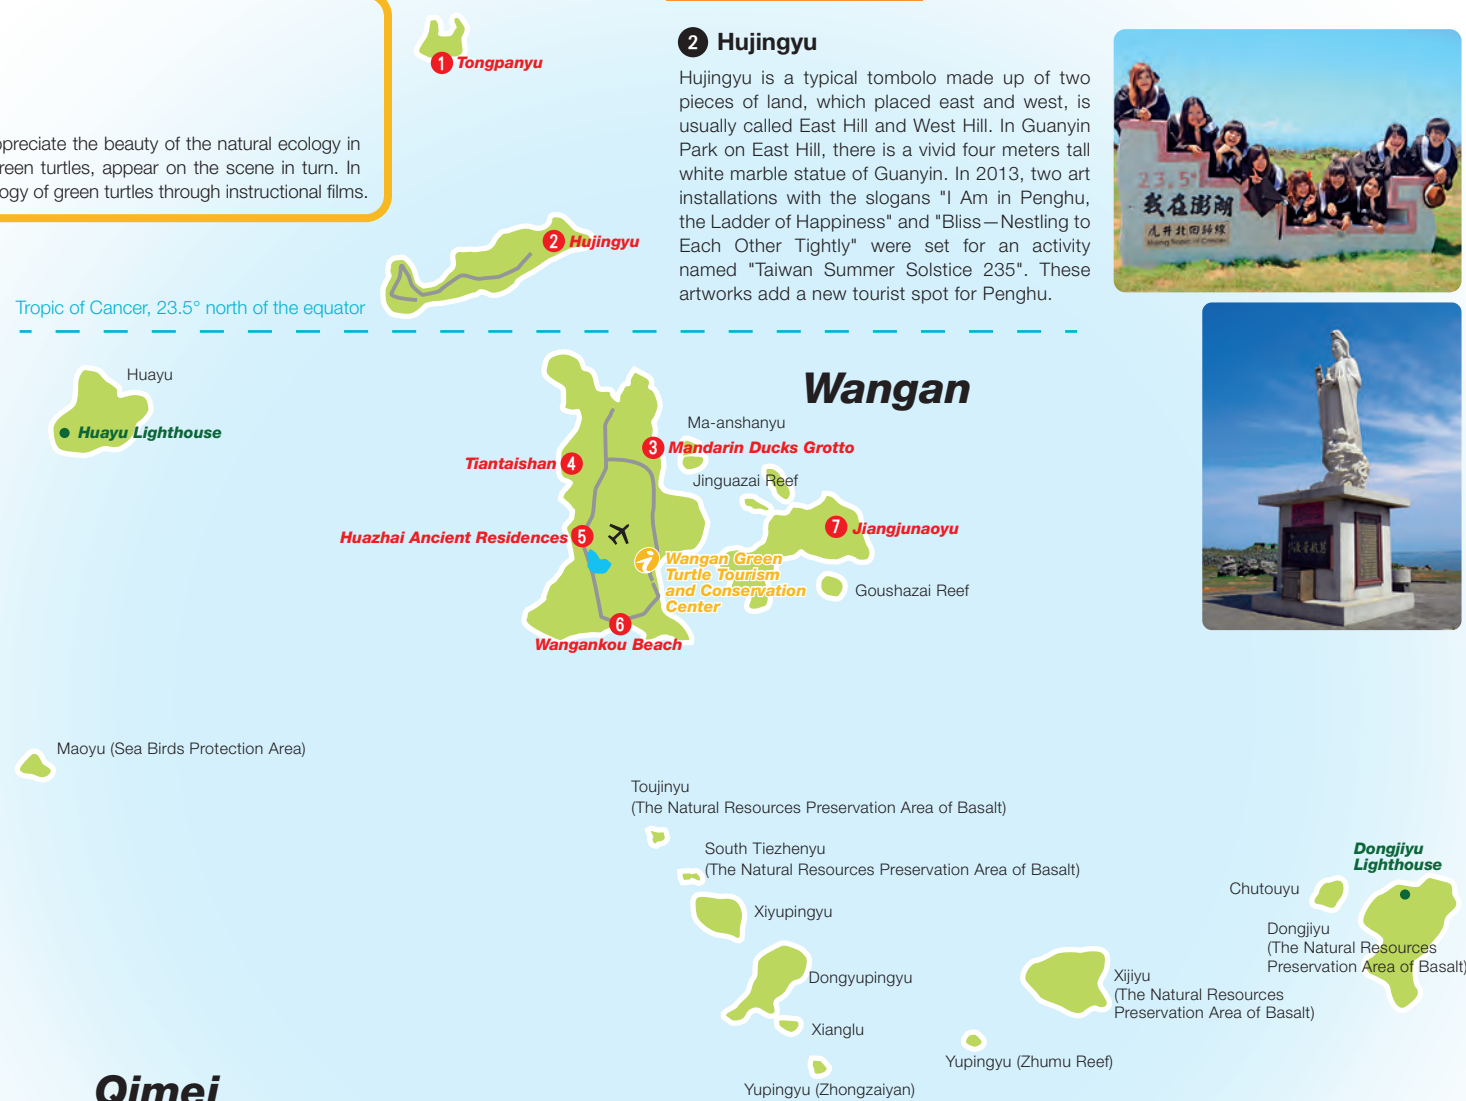 ppreciate the beauty of the natural ecology in
reen turtles, appear on the scene in turn. In
ogy of green turtles through instructional films.
1 Tongpanyu
2 Hujingyu
Hujingyu is a typical tombolo made up of two
pieces of land, which placed east and west, is
usually called East Hill and West Hill. In Guanyin
Park on East Hill, there is a vivid four meters tall
white marble statue of Guanyin. In 2013, two art
installations with the slogans "I Am in Penghu,
the Ladder of Happiness" and "Bliss—Nestling to
Each Other Tightly" were set for an activity
named "Taiwan Summer Solstice 235". These
artworks add a new tourist spot for Penghu.
23.5°
我在澎湖
虎井北回歸線
Hujing Tropic of Cancer
2 Hujingyu
Tropic of Cancer, 23.5° north of the equator
Huayu
Huayu Lighthouse
Wangan
Ma-anshanyu
3 Mandarin Ducks Grotto
Tiantaishan 4
Jinguazai Reef
7 Jiangjunaoyu
Huazhai Ancient Residences 5
i Wangan Green
Turtle Tourism
and Conservation
Center
Goushazai Reef
6
Wangankou Beach
Maoyu (Sea Birds Protection Area)
Toujinyu
(The Natural Resources Preservation Area of Basalt)
South Tiezhenyu
(The Natural Resources Preservation Area of Basalt)
Xiyupingyu
Dongyupingyu
Xianglu
Yupingyu (Zhongzaiyan)
Yupingyu (Zhumu Reef)
Xijiyu
(The Natural Resources
Preservation Area of Basalt)
Dongjiyu
Lighthouse
Chutouyu
Dongjiyu
(The Natural Resources
Preservation Area of Basalt)
Qimei